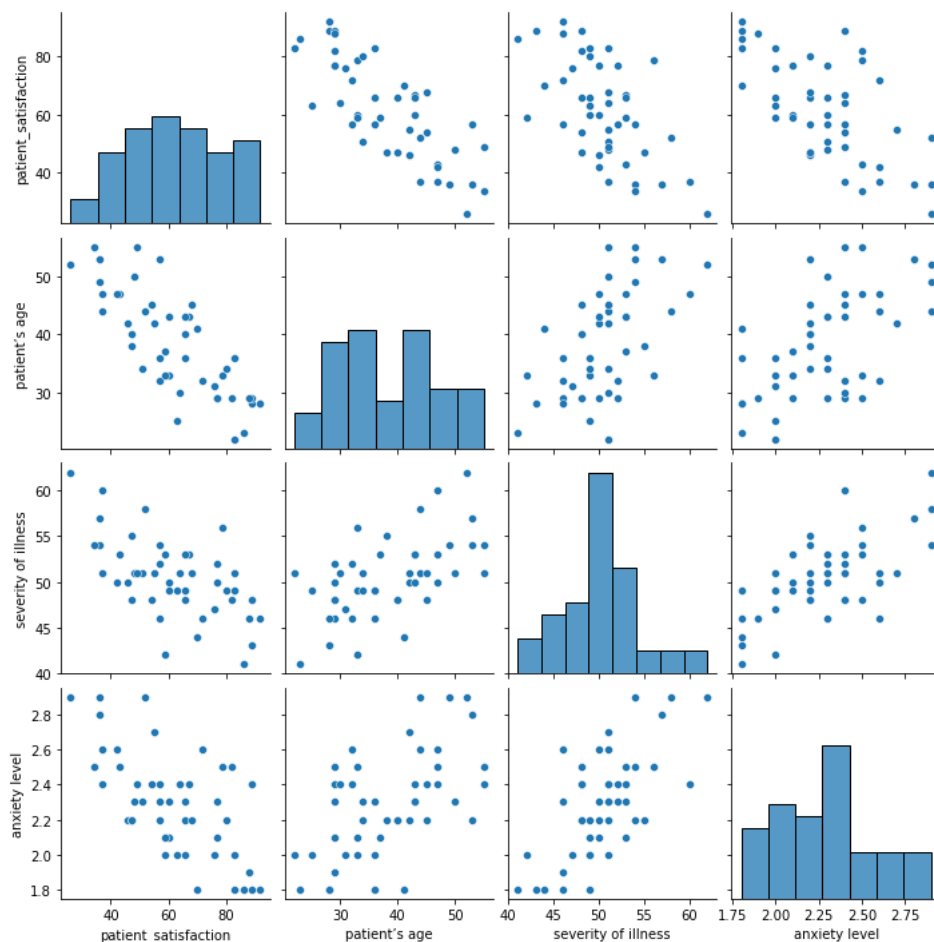 patient_satisfaction
80
60
40
patient's age
50
40
30
severity of illness
60
55
50
45
40
anxiety level
2.8
2.6
2.4
2.2
2.0
1.8
40 60 80
patient_satisfaction
30 40 50
patient's age
40 45 50 55 60
severity of illness
1.75 2.00 2.25 2.50 2.75
anxiety level